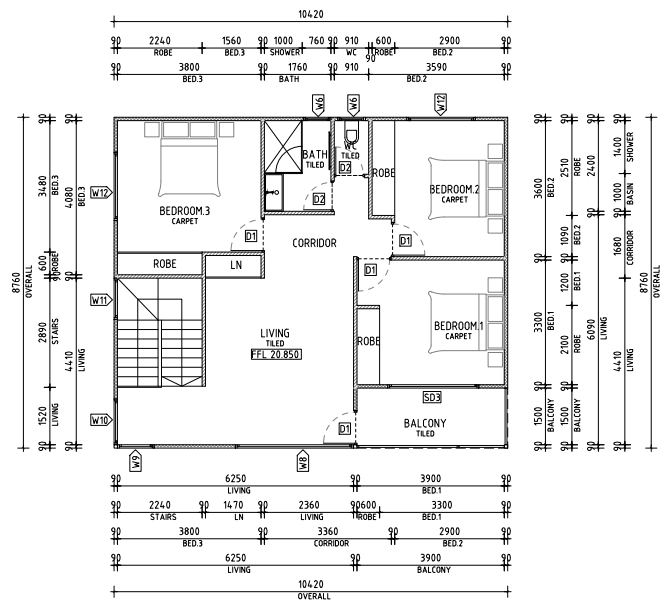 10420
90 2240 90 1560 90 1000 760 90 910 90 600 2900 90
ROBE BED.3 SHOWER WC ROBE BED.2
90
90 3800 90 1760 90 910 3590 90
BED.3 BATH BED.2
W6 W6 W12
8760
OVERALL
90 3480 90 600 90 2890 1520 90
BED.3 ROBE STAIRS LIVING
90 4080 90 4410 90
BED.3 LIVING
W12
W11
W10
BATH
TILED
WC
TILED
D2
D2
ROBE
BEDROOM.2
CARPET
BEDROOM.3
CARPET
D1
CORRIDOR
D1
ROBE
LN
D1
LIVING
TILED
FFL 20.850
BEDROOM.1
CARPET
ROBE
SD3
BALCONY
TILED
D1
W9
W8
90 3600 90 3300 90 1500 90
BED.2 BED.1 BALCONY
90 2510 1090 90 1200 2100 90 1500 90
ROBE BED.2 BED.1 ROBE BALCONY
90 2400 90 6090 90
LIVING
90 1400 1000 90 1680 4410 90
SHOWER BASIN CORRIDOR LIVING
8760
OVERALL
90 6250 90 3900 90
LIVING BED.1
90 2240 90 1470 90 2360 90 600 3300 90
STAIRS LN LIVING ROBE BED.1
90 3800 90 3360 90 2900 90
BED.3 CORRIDOR BED.2
90 6250 90 3900 90
LIVING BALCONY
10420
OVERALL